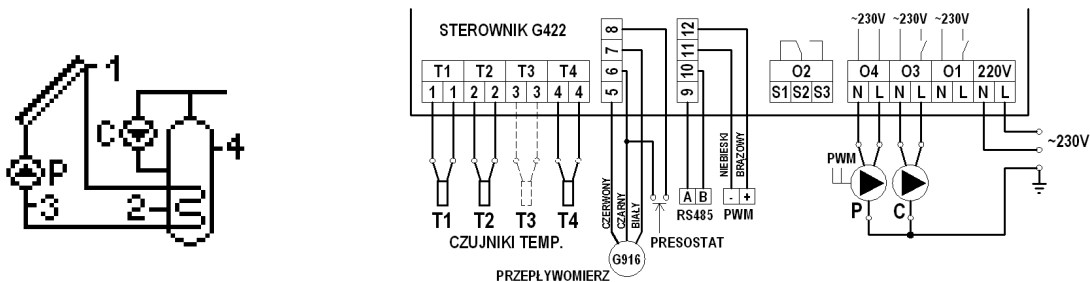 1
C
4
P
3
2
STEROWNIK G422
T1 T2 T3 T4
1 1 2 2 3 3 4 4
8
7
6
5
12
11
10
9
~230V ~230V ~230V
O2 O4 O3 O1 220V
S1 S2 S3 N L N L N L N L
~230V
CZERWONY
CZARNY
BIAŁY
NIEBIESKI
BRĄZOWY
A B
- +
RS485 PWM
PWM
P C
T1 T2 T3 T4
CZUJNIKI TEMP.
PRESOSTAT
G916
PRZEPŁYWOMIERZ